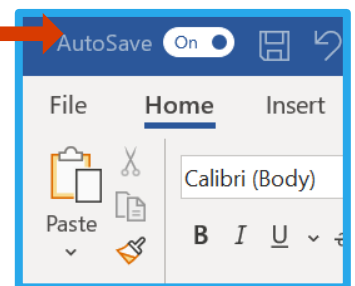 AutoSave On
File Home Insert
Calibri (Body)
Paste
B I U